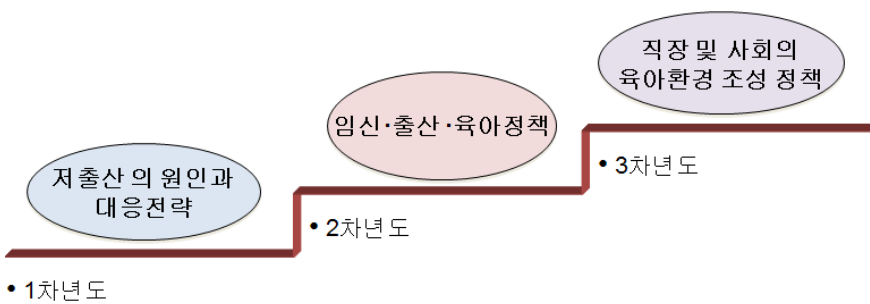 직장 및 사회의
육아환경 조성 정책
임신·출산·육아정책
• 3차년도
저출산의 원인과
대응전략
• 2차년도
• 1차년도